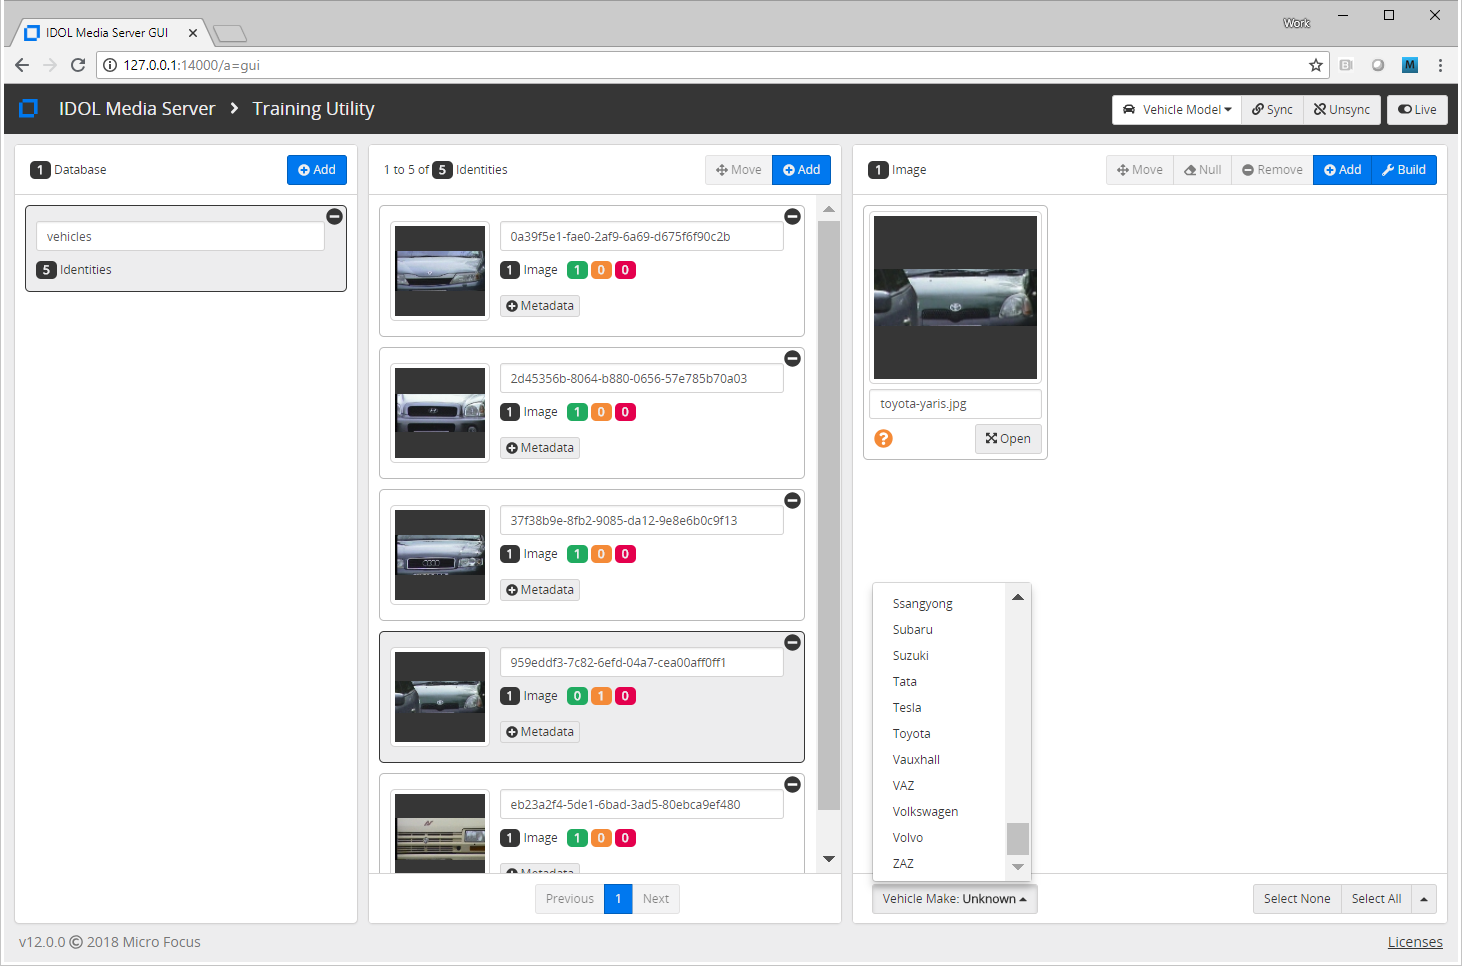 IDOL Media Server GUI
Work
127.0.0.1:14000/a=gui
M
IDOL Media Server > Training Utility
Vehicle Model
Sync
Unsync
Live
1 Database
Add
vehicles
5 Identities
1 to 5 of 5 Identities
Move
Add
0a39f5e1-fae0-2af9-6a69-d675f6f90c2b
1 Image 1 0 0
Metadata
2d45356b-8064-b880-0656-57e785b70a03
1 Image 1 0 0
Metadata
37f38b9e-8fb2-9085-da12-9e8e6b0c9f13
1 Image 1 0 0
Metadata
959eddf3-7c82-6efd-04a7-cea00aff0ff1
1 Image 0 1 0
Metadata
eb23a2f4-5de1-6bad-3ad5-80ebca9ef480
1 Image 1 0 0
Metadata
Previous 1 Next
1 Image
Move
Null
Remove
Add
Build
toyota-yaris.jpg
? Open
Ssangyong
Subaru
Suzuki
Tata
Tesla
Toyota
Vauxhall
VAZ
Volkswagen
Volvo
ZAZ
Vehicle Make: Unknown
Select None
Select All
v12.0.0 © 2018 Micro Focus
Licenses